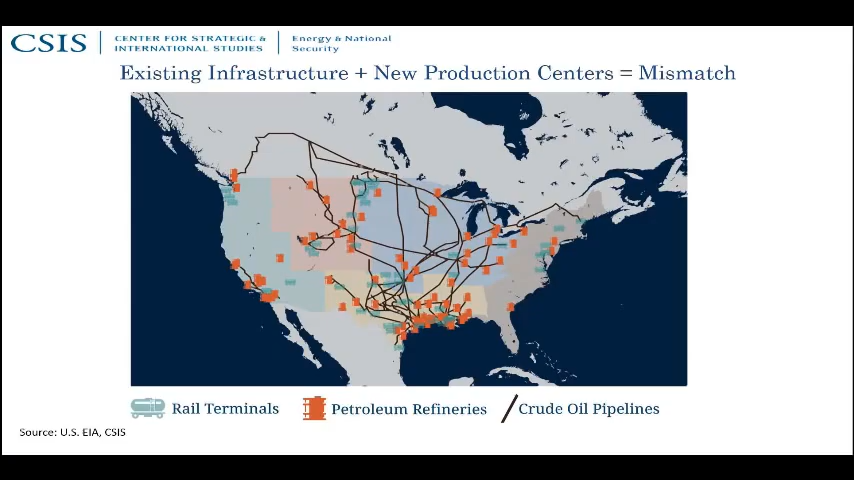 CSIS
CENTER FOR STRATEGIC &
INTERNATIONAL STUDIES
Energy & National
Security
Existing Infrastructure + New Production Centers = Mismatch
Rail Terminals
Petroleum Refineries
Crude Oil Pipelines
Source: U.S. EIA, CSIS